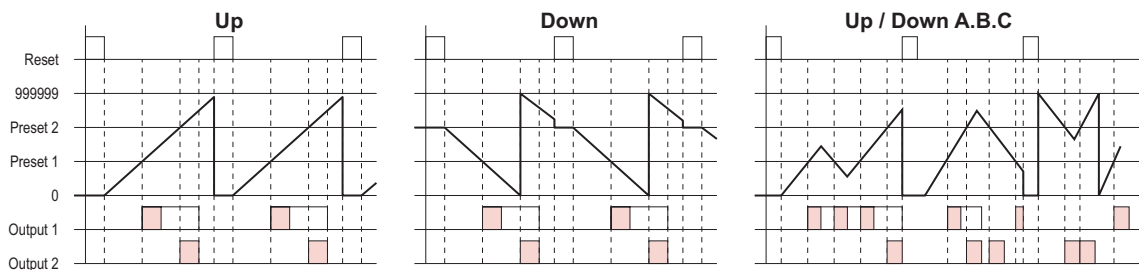 Up
Down
Up / Down A.B.C
Reset
999999
Preset 2
Preset 1
0
Output 1
Output 2